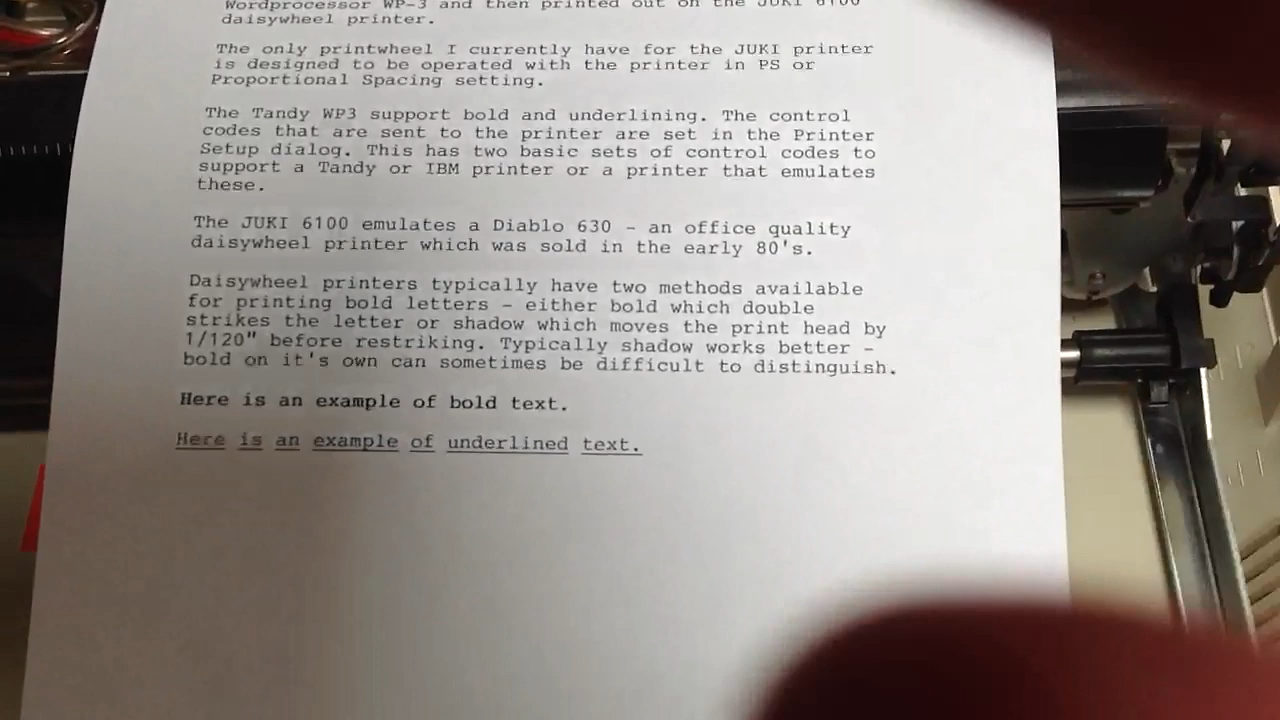 Wordprocessor WP-3 and then printed out on the JUKI 6100
daisywheel printer.
The only printwheel I currently have for the JUKI printer
is designed to be operated with the printer in PS or
Proportional Spacing setting.
The Tandy WP3 support bold and underlining. The control
codes that are sent to the printer are set in the Printer
Setup dialog. This has two basic sets of control codes to
support a Tandy or IBM printer or a printer that emulates
these.
The JUKI 6100 emulates a Diablo 630 - an office quality
daisywheel printer which was sold in the early 80's.
Daisywheel printers typically have two methods available
for printing bold letters - either bold which double
strikes the letter or shadow which moves the print head by
1/120" before restriking. Typically shadow works better -
bold on it's own can sometimes be difficult to distinguish.
Here is an example of bold text.
Here is an example of underlined text.